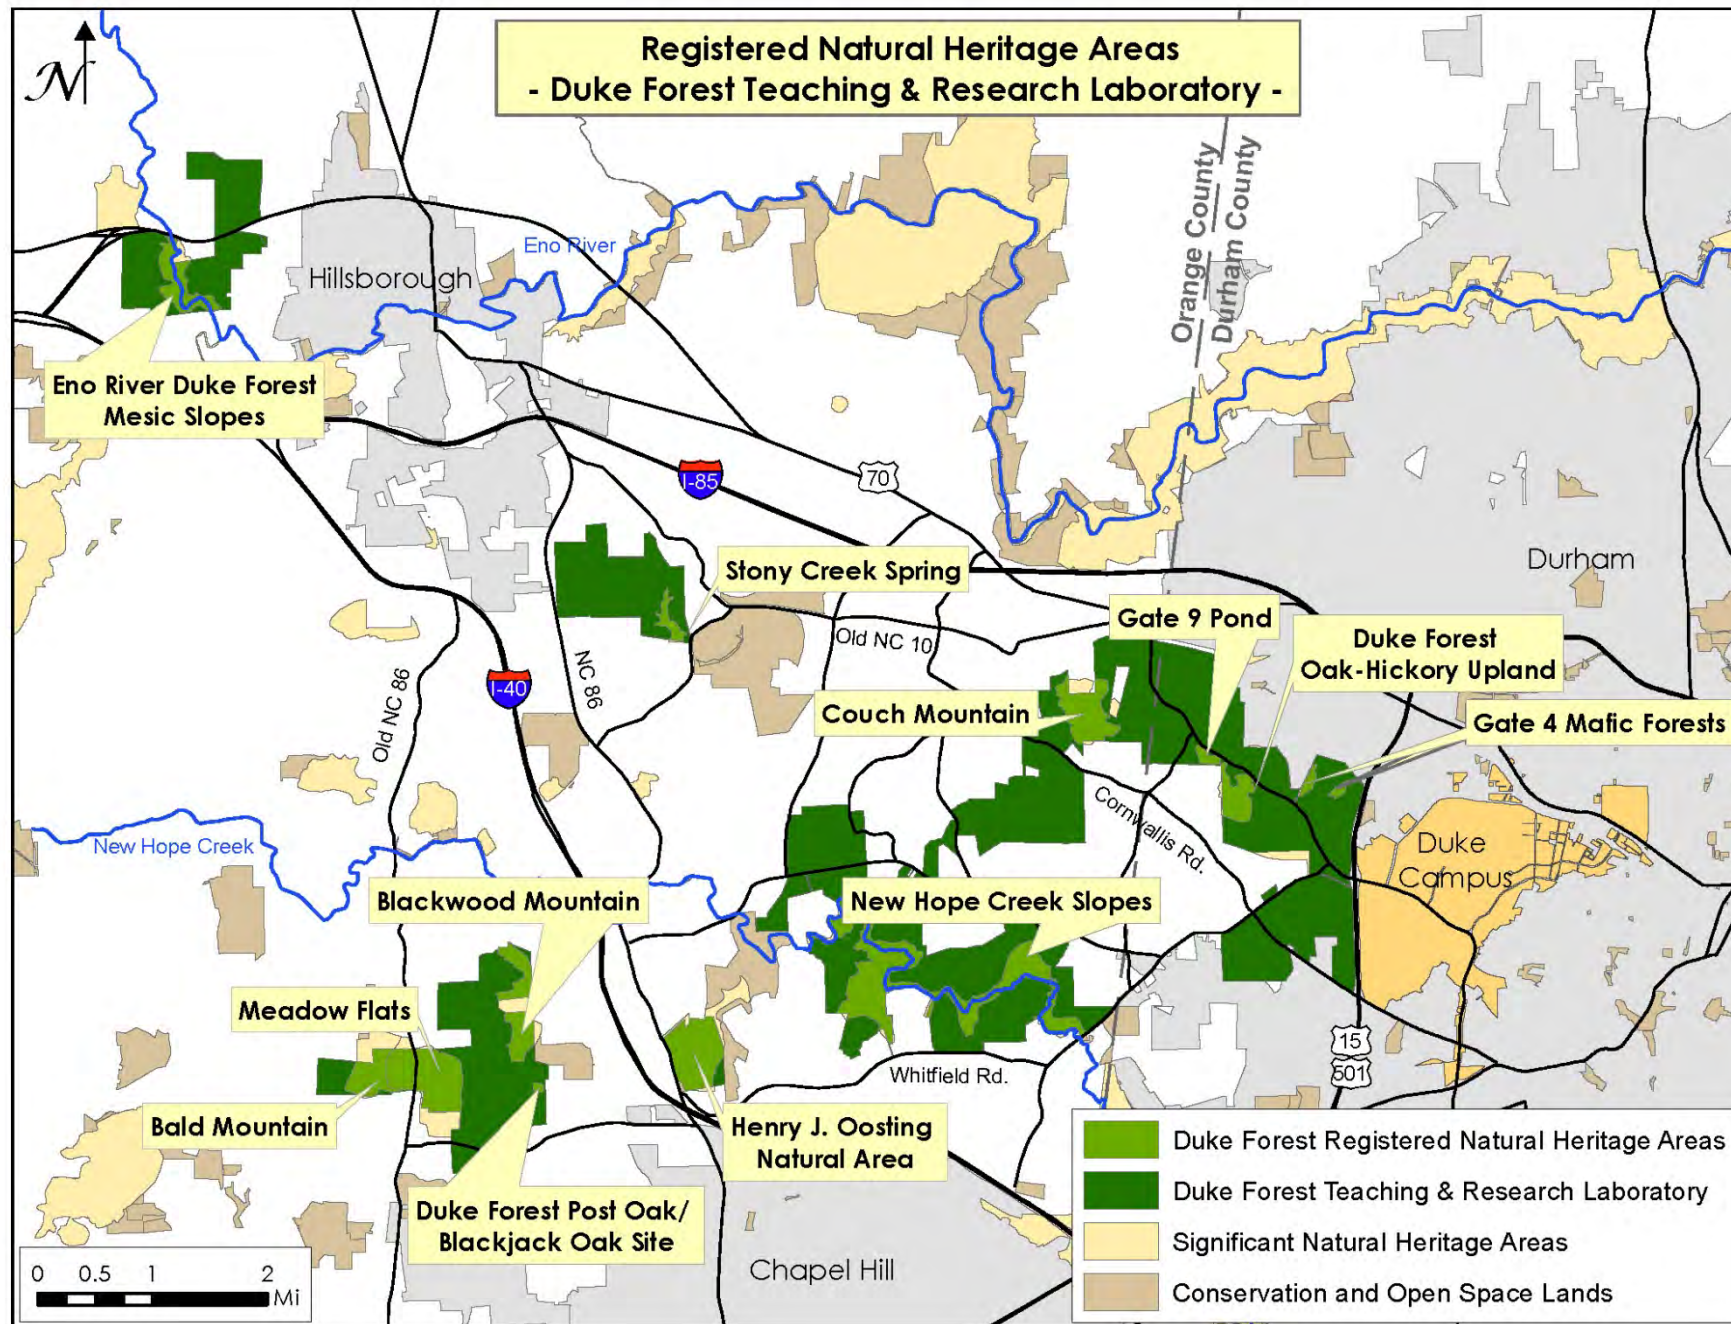 Registered Natural Heritage Areas
- Duke Forest Teaching & Research Laboratory -
N
Orange County
Durham County
Eno River
Hillsborough
Eno River Duke Forest
Mesic Slopes
I-85
70
Stony Creek Spring
Durham
Gate 9 Pond
Duke Forest
Oak-Hickory Upland
Old NC 10
NC 86
I-40
Old NC 86
Couch Mountain
Gate 4 Mafic Forests
Cornwallis Rd.
New Hope Creek
Duke
Campus
Blackwood Mountain
New Hope Creek Slopes
Meadow Flats
15
501
Whitfield Rd.
Bald Mountain
Henry J. Oosting
Natural Area
Duke Forest Post Oak/
Blackjack Oak Site
Chapel Hill
Duke Forest Registered Natural Heritage Areas
Duke Forest Teaching & Research Laboratory
Significant Natural Heritage Areas
Conservation and Open Space Lands
0 0.5 1 2
Mi